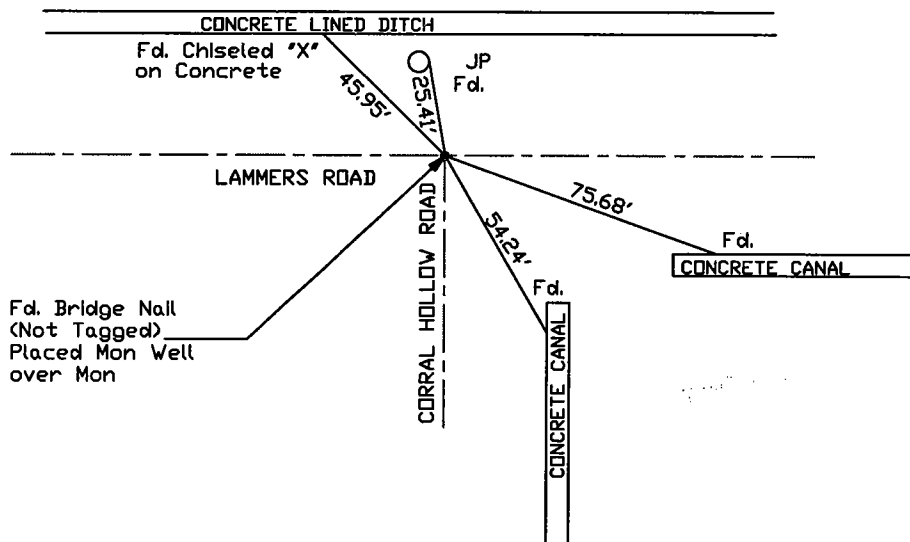 CONCRETE LINED DITCH
Fd. Chiseled "X"
on Concrete
JP
Fd.
45.95'
25.41'
LAMMERS ROAD
75.68'
54.24'
CORRAL HOLLOW ROAD
Fd.
CONCRETE CANAL
Fd.
CONCRETE CANAL
Fd. Bridge Nail
(Not Tagged)
Placed Mon Well
over Mon